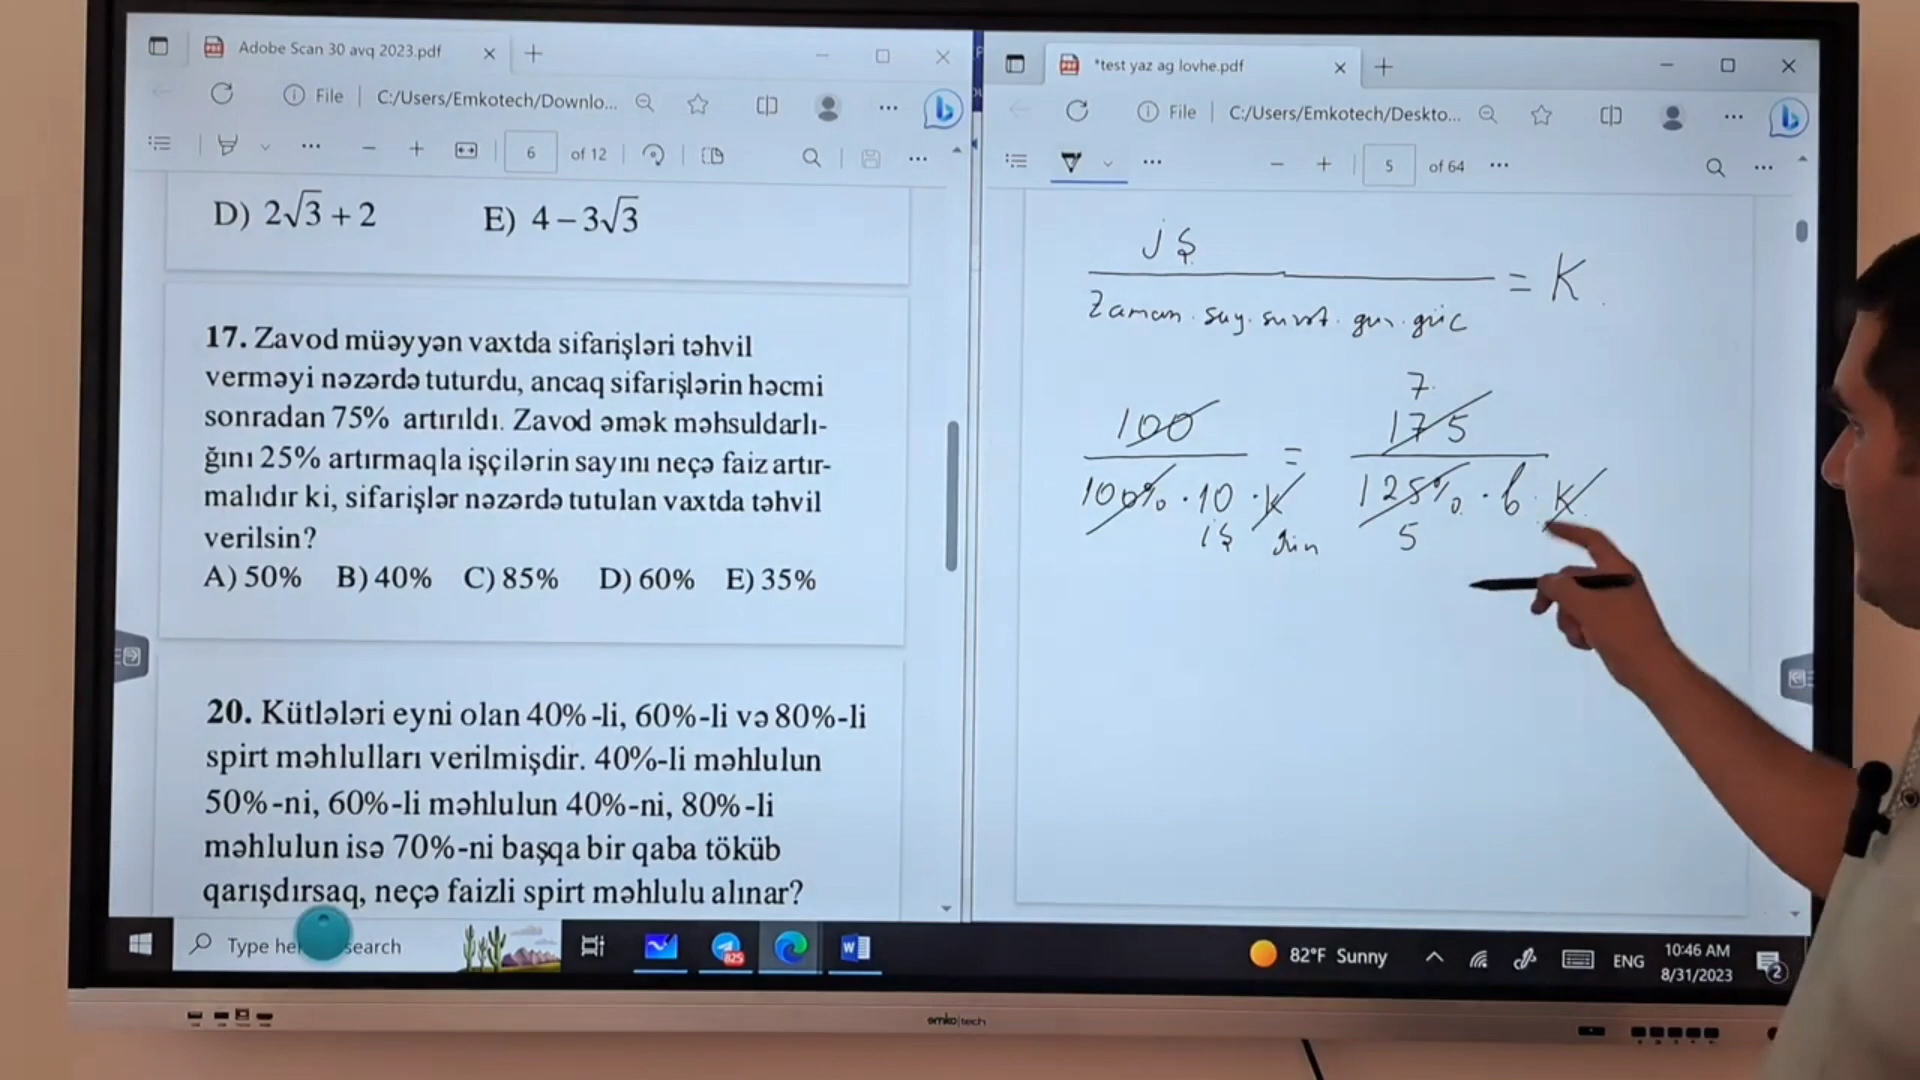 Adobe Scan 30 avq 2023.pdf
File
C:/Users/Emkotech/Downlo...
6
of 12
D) 2√3 + 2 E) 4 – 3√3
17. Zavod müəyyən vaxtda sifarişləri təhvil
verməyi nəzərdə tuturdu, ancaq sifarişlərin həcmi
sonradan 75% artırıldı. Zavod əmək məhsuldarlı-
ğını 25% artırmaqla işçilərin sayını neçə faiz artır-
malıdır ki, sifarişlər nəzərdə tutulan vaxtda təhvil
verilsin?
A) 50% B) 40% C) 85% D) 60% E) 35%
20. Kütlələri eyni olan 40%-li, 60%-li və 80%-li
spirt məhlulları verilmişdir. 40%-li məhlulun
50%-ni, 60%-li məhlulun 40%-ni, 80%-li
məhlulun isə 70%-ni başqa bir qaba töküb
qarışdırsaq, neçə faizli spirt məhlulu alınar?
*test yaz ag lovhe.pdf
File
C:/Users/Emkotech/Deskto...
5
of 64
iş
= K
Zaman · say · surət · gün · güc
7
100 = 175
100% · 10 · K 125% · b · K
iş gün 5
Type he search
825
82°F Sunny
ENG
10:46 AM
8/31/2023
2
emko|tech